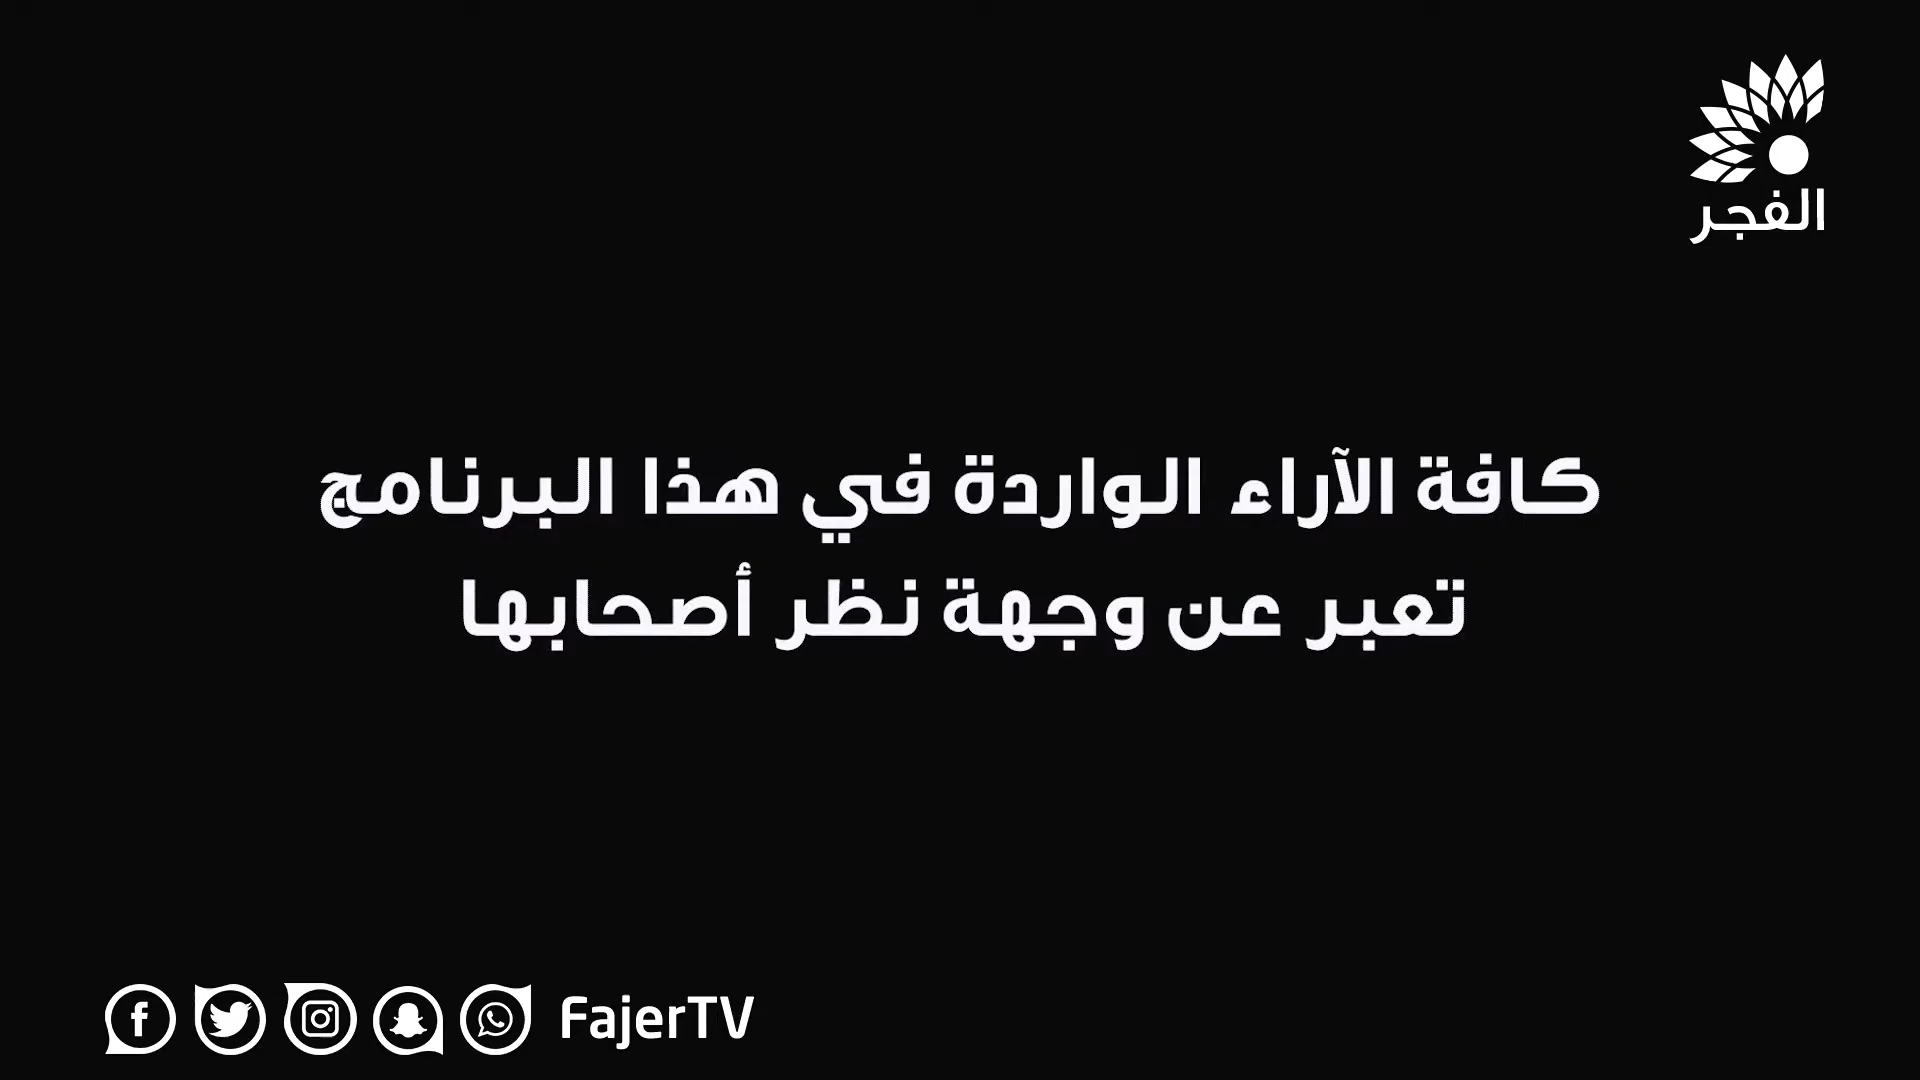 الفجر
كافة الآراء الواردة في هذا البرنامج
تعبر عن وجهة نظر أصحابها
FajerTV